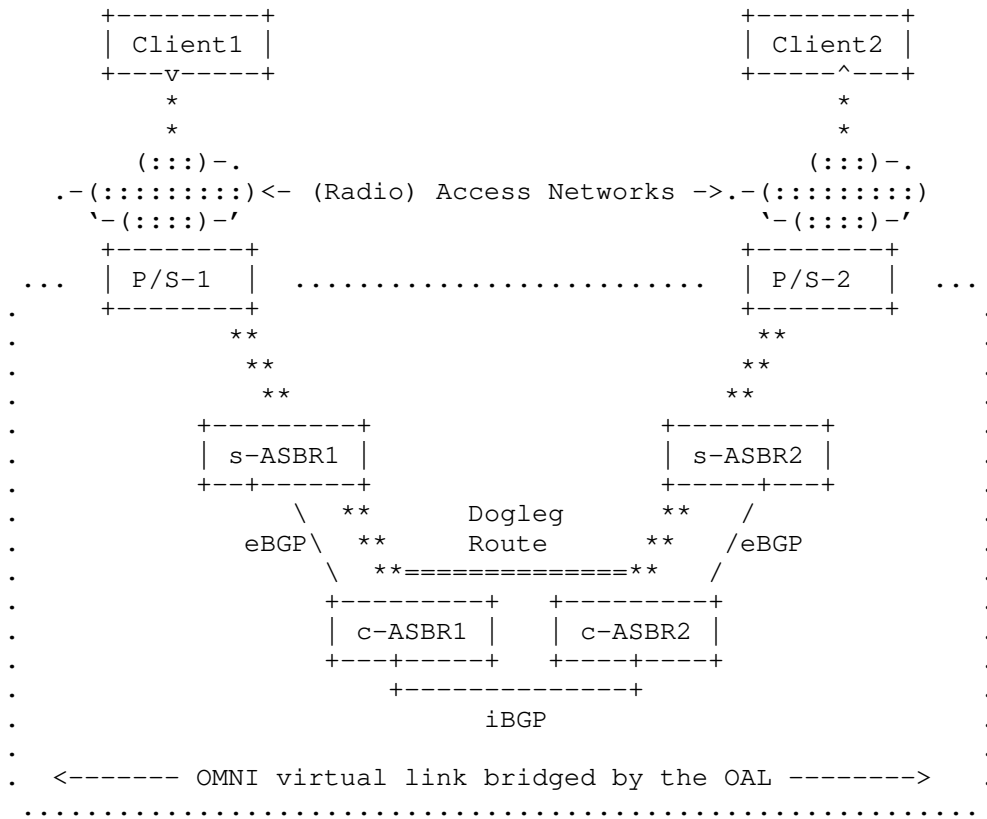 Client1 Client2
<- (Radio) Access Networks ->
P/S-1 P/S-2
s-ASBR1 s-ASBR2
Dogleg
eBGP Route eBGP
c-ASBR1 c-ASBR2
iBGP
<------- OMNI virtual link bridged by the OAL -------->